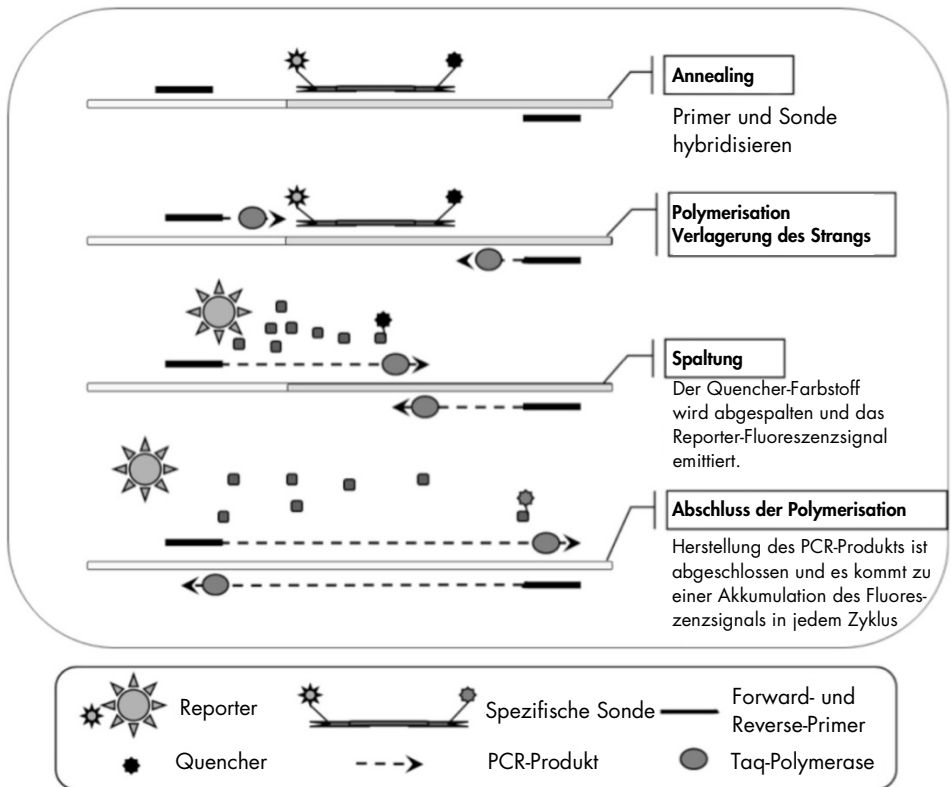 Annealing
Primer und Sonde
hybridisieren
Polymerisation
Verlagerung des Strangs
Spaltung
Der Quencher-Farbstoff
wird abgespalten und das
Reporter-Fluoreszenzsignal
emittiert.
Abschluss der Polymerisation
Herstellung des PCR-Produkts ist
abgeschlossen und es kommt zu
einer Akkumulation des Fluores-
zenzsignals in jedem Zyklus
Reporter
Spezifische Sonde
Forward- und
Reverse-Primer
Quencher
PCR-Produkt
Taq-Polymerase